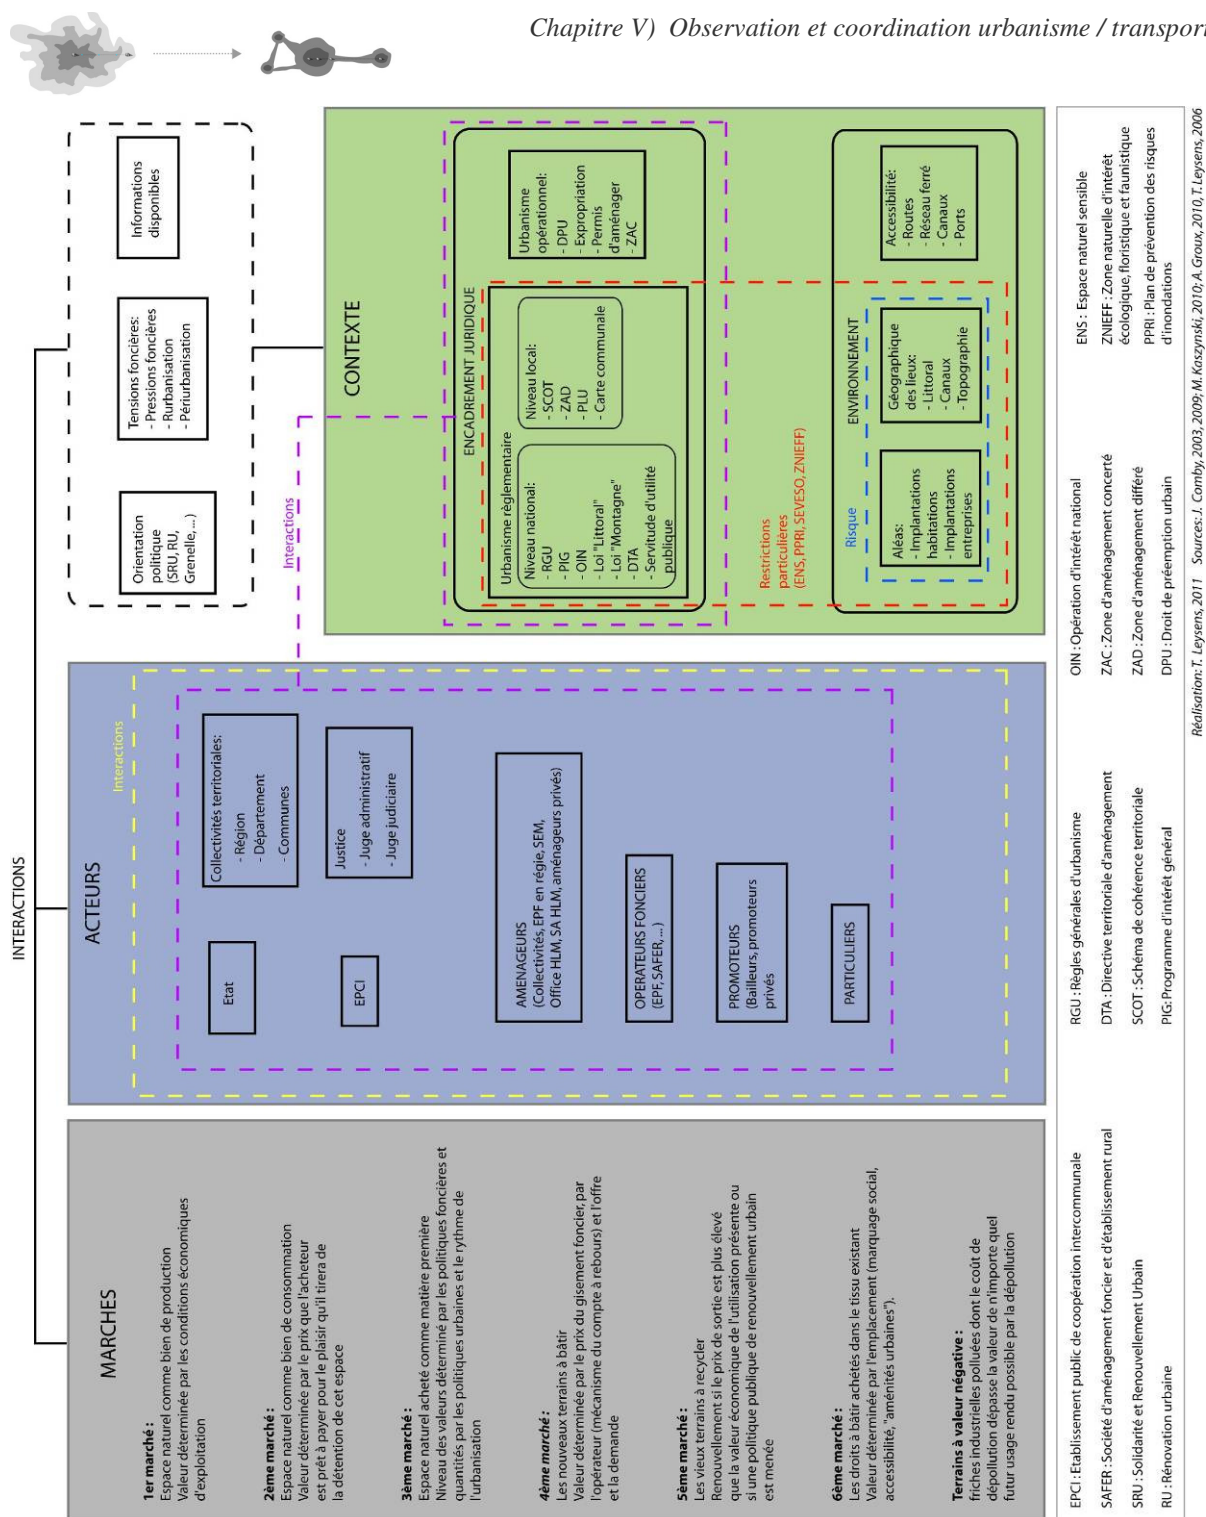 Chapitre V) Observation et coordination urbanisme / transport
INTERACTIONS
MARCHES
1er marché :
Espace naturel comme bien de production
Valeur déterminée par les conditions économiques
d'exploitation
2ème marché :
Espace naturel comme bien de consommation
Valeur déterminée par le prix que l'acheteur
est prêt à payer pour le plaisir qu'il tirera de
la détention de cet espace
3ème marché :
Espace naturel acheté comme matière première
Niveau des valeurs déterminé par les politiques foncières et
quantités par les politiques urbaines et le rythme de
l'urbanisation
4ème marché :
Les nouveaux terrains à bâtir
Valeur déterminée par le prix du gisement foncier, par
l'opérateur (mécanisme du compte à rebours) et l'offre
et la demande
5ème marché :
Les vieux terrains à recycler
Renouvellement si le prix de sortie est plus élevé
que la valeur économique de l'utilisation présente ou
si une politique publique de renouvellement urbain
est menée
6ème marché :
Les droits à bâtir achétés dans le tissu existant
Valeur déterminée par l'emplacement (marquage social,
accessibilité, "aménités urbaines").
Terrains à valeur négative :
friches industrielles polluées dont le coût de
dépollution dépasse la valeur de n'importe quel
futur usage rendu possible par la dépollution
ACTEURS
Interactions
Etat
Collectivités territoriales:
- Région
- Département
- Communes
EPCI
Justice
- Juge administratif
- Juge judiciaire
AMENAGEURS
(Collectivités, EPF en régie, SEM,
Office HLM, SA HLM, aménageurs privés)
OPERATEURS FONCIERS
(EPF, SAFER, ...)
PROMOTEURS
(Bailleurs, promoteurs
privés
PARTICULIERS
Orientation
politique
(SRU, RU,
Grenelle, ...)
Tensions foncières:
- Pressions foncières
- Rurbanisation
- Périurbanisation
Informations
disponibles
Interactions
CONTEXTE
ENCADREMENT JURIDIQUE
Urbanisme règlementaire
Niveau national:
- RGU
- PIG
- OIN
- Loi "Littoral"
- Loi "Montagne"
- DTA
- Servitude d'utilité
publique
Niveau local:
- SCOT
- ZAD
- PLU
- Carte communale
Urbanisme
opérationnel:
- DPU
- Expropriation
- Permis
d'aménager
- ZAC
Restrictions
particulières
(ENS, PPRI, SEVESO, ZNIEFF)
Risque
ENVIRONNEMENT
Aléas:
- Implantations
habitations
- Implantations
entreprises
Géographique
des lieux:
- Littoral
- Canaux
- Topographie
Accessibilité:
- Routes
- Réseau ferré
- Canaux
- Ports
EPCI : Etablissement public de coopération intercommunale
SAFER : Société d'aménagement foncier et d'établissement rural
SRU : Solidarité et Renouvellement Urbain
RU : Rénovation urbaine
RGU : Règles générales d'urbanisme
DTA : Directive territoriale d'aménagement
SCOT : Schéma de cohérence territoriale
PIG: Programme d'intérêt général
OIN : Opération d'intérêt national
ZAC : Zone d'aménagement concerté
ZAD : Zone d'aménagement différé
DPU : Droit de préemption urbain
ENS : Espace naturel sensible
ZNIEFF : Zone naturelle d'intérêt
écologique, floristique et faunistique
PPRI : Plan de prévention des risques
d'inondations
Réalisation: T. Leysens, 2011 Sources: J. Comby, 2003, 2009; M. Kaszynski, 2010; A. Groux, 2010, T. Leysens, 2006